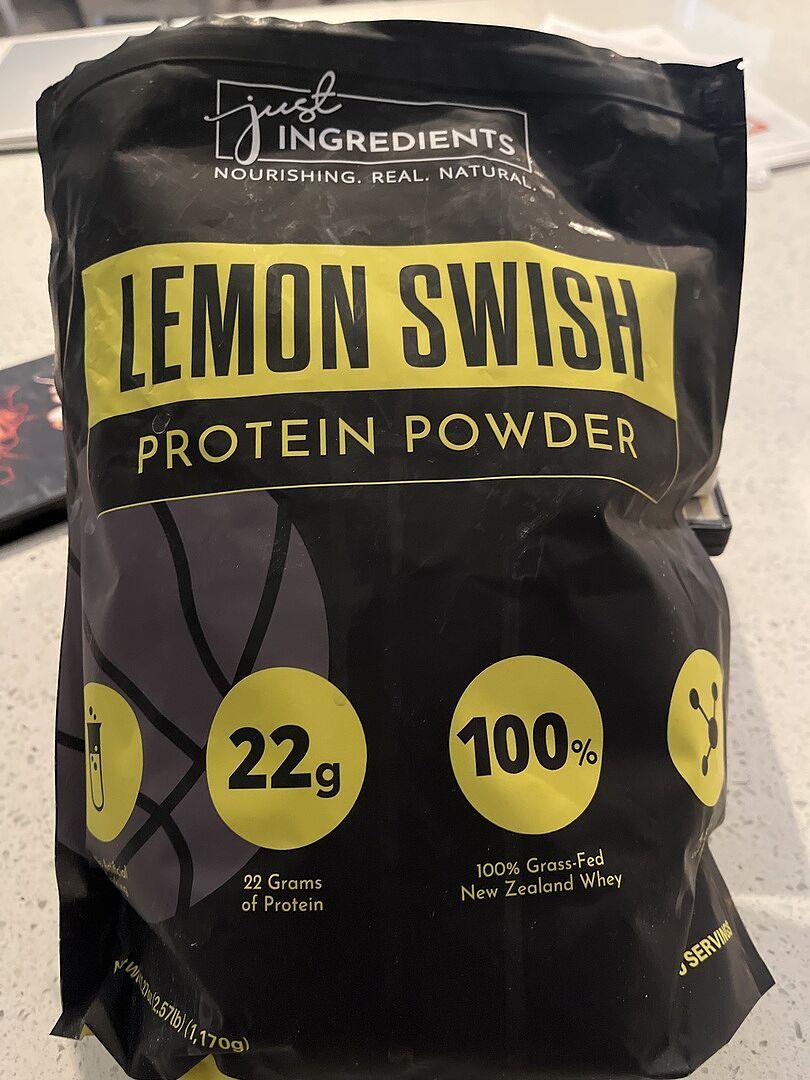 just
INGREDIENTS
NOURISHING. REAL. NATURAL.
LEMON SWISH
PROTEIN POWDER
22g
100%
22 Grams
of Protein
100% Grass-Fed
New Zealand Whey
SERVINGS
(2.57lb) (1,170g)